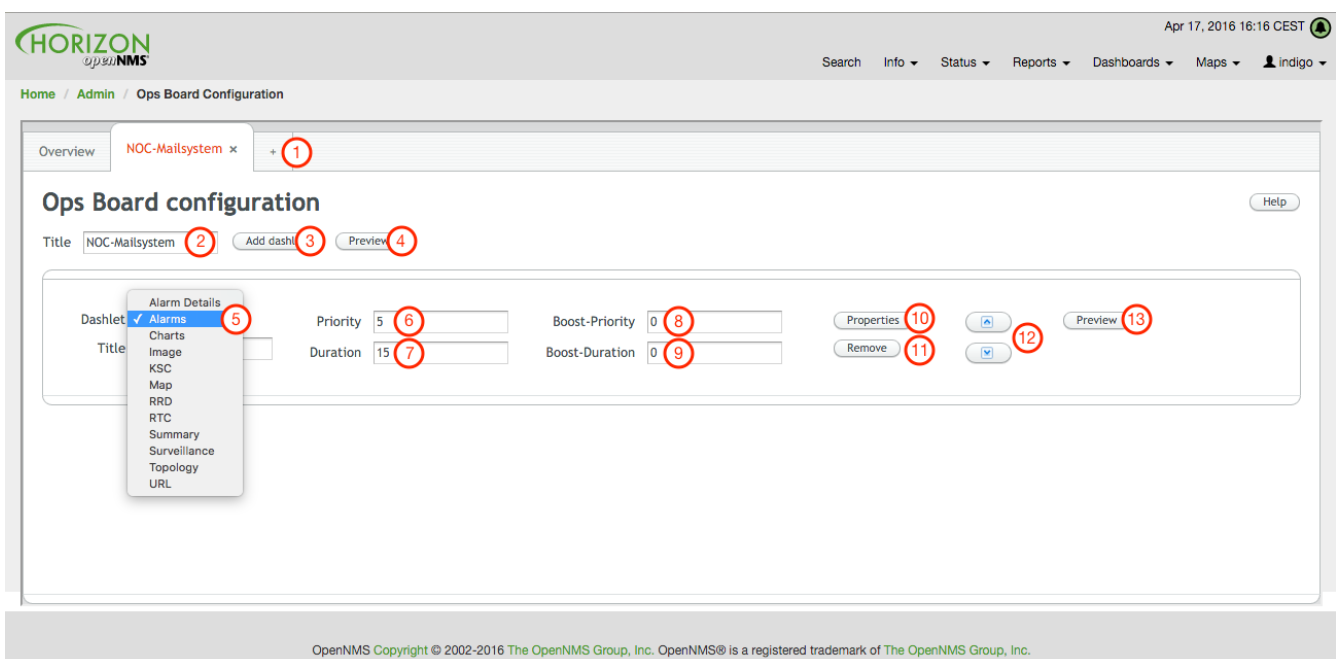 Apr 17, 2016 16:16 CEST
HORIZON
openNMS
Search Info Status Reports Dashboards Maps indigo
Home / Admin / Ops Board Configuration
Overview NOC-Mailsystem × + 1
Ops Board configuration
Help
Title NOC-Mailsystem 2 Add dashl 3 Preview 4
Alarm Details
Dashlet ✓ Alarms 5 Priority 5 6 Boost-Priority 0 8 Properties 10 Preview 13
Charts
12
Title Image Duration 15 7 Boost-Duration 0 9 Remove 11
KSC
Map
RRD
RTC
Summary
Surveillance
Topology
URL
OpenNMS Copyright © 2002-2016 The OpenNMS Group, Inc. OpenNMS® is a registered trademark of The OpenNMS Group, Inc.